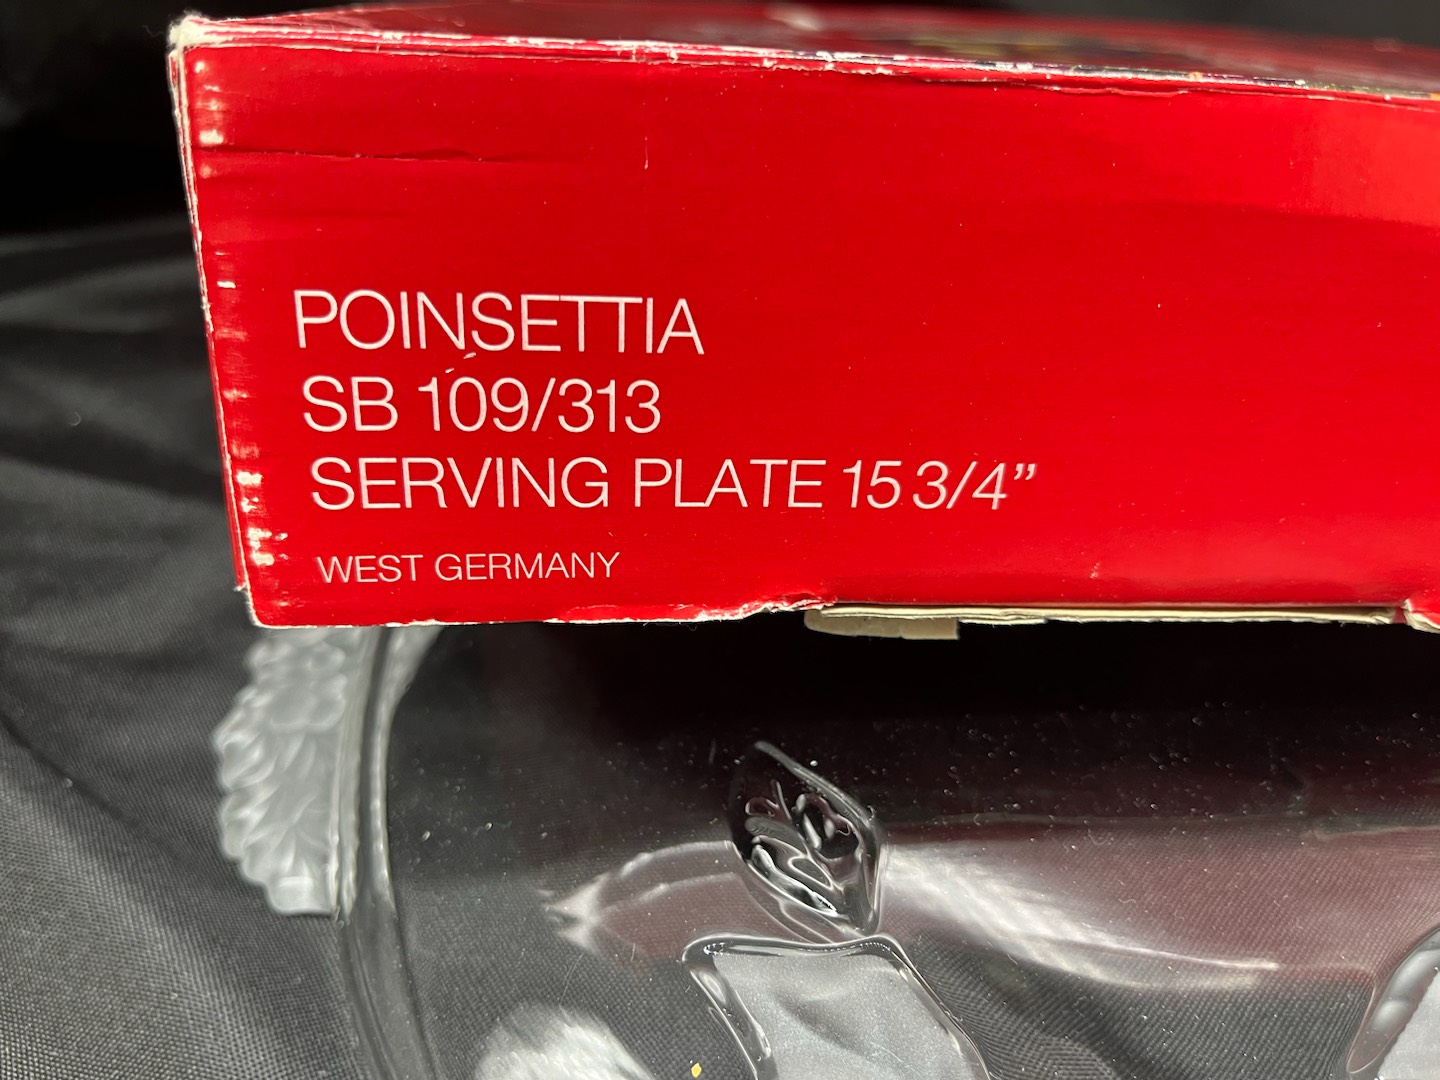 POINSETTIA
SB 109/313
SERVING PLATE 15 3/4”
WEST GERMANY